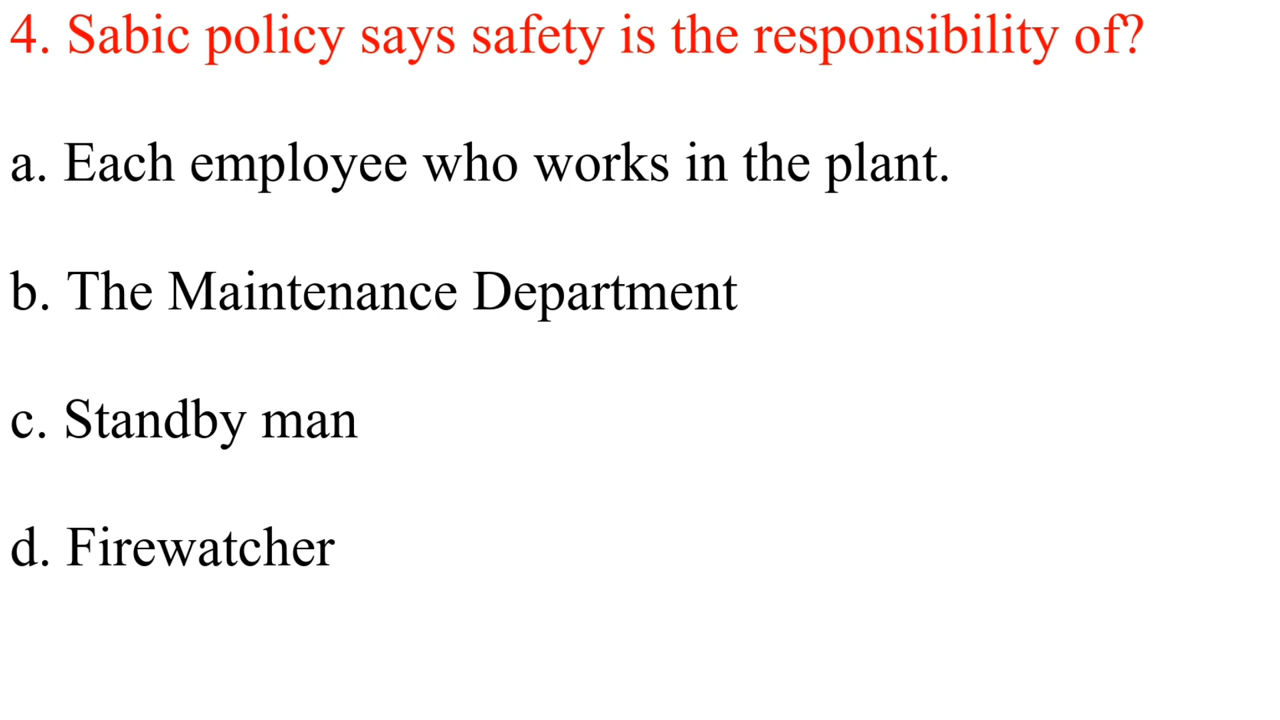 4. Sabic policy says safety is the responsibility of?
a. Each employee who works in the plant.
b. The Maintenance Department
c. Standby man
d. Firewatcher